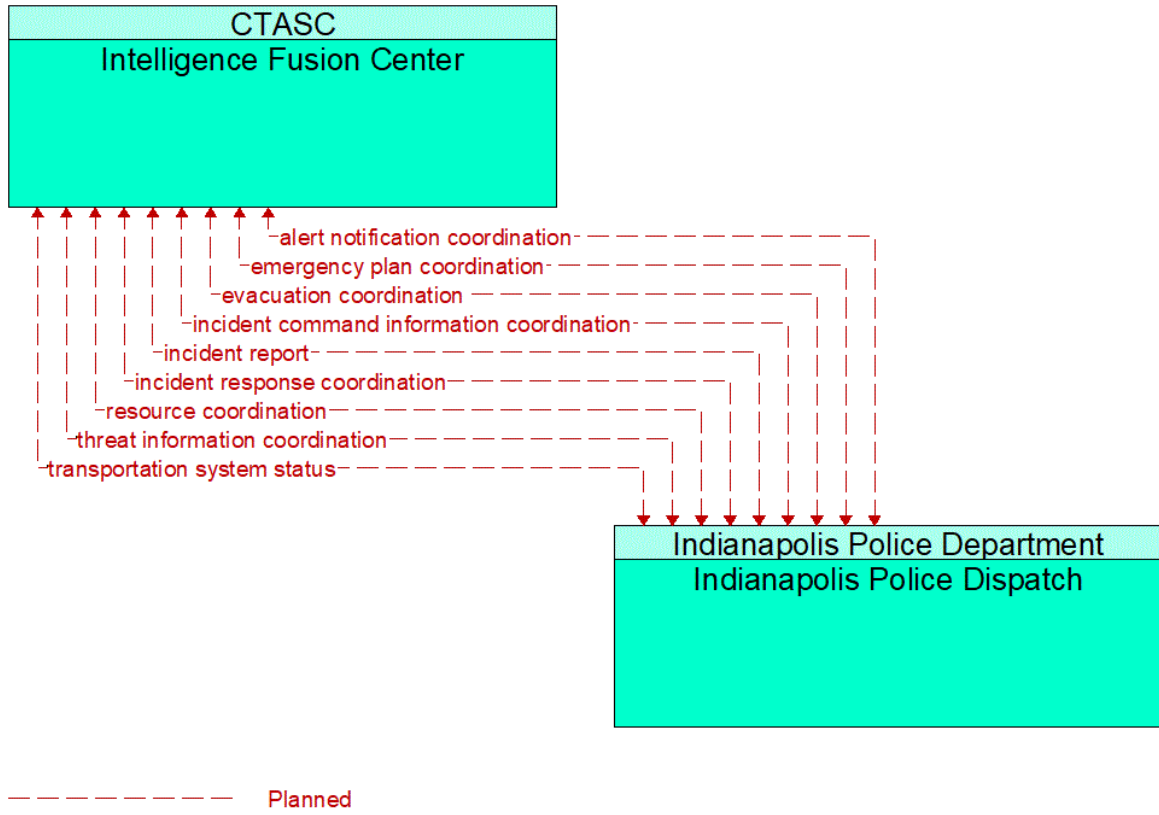 CTASC
Intelligence Fusion Center
alert notification coordination
emergency plan coordination
evacuation coordination
incident command information coordination
incident report
incident response coordination
resource coordination
threat information coordination
transportation system status
Indianapolis Police Department
Indianapolis Police Dispatch
Planned